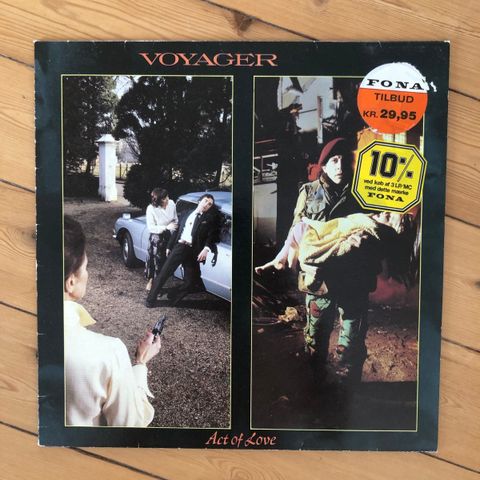 VOYAGER
FONA
TILBUD
KR. 29,95
10%
ved køb af 3 LP/MC
med dette mærke
FONA
Act of Love